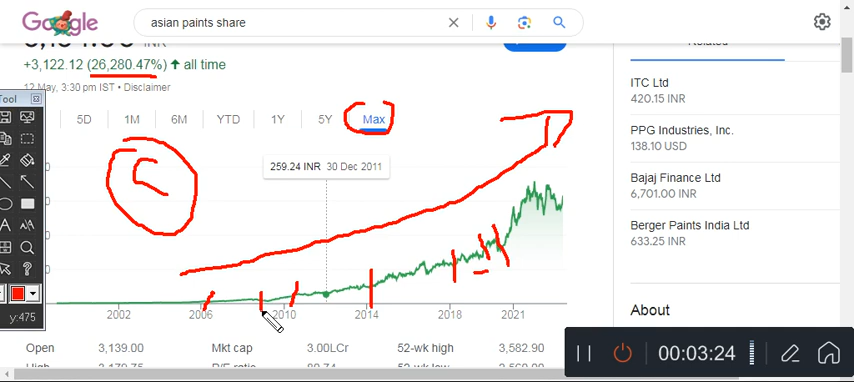 Google
asian paints share
INR
+3,122.12 (26,280.47%) ↑ all time
12 May, 3:30 pm IST • Disclaimer
Tool
5D 1M 6M YTD 1Y 5Y Max
C
259.24 INR 30 Dec 2011
2002 2006 2010 2014 2018 2021
Open 3,139.00 Mkt cap 3.00LCr 52-wk high 3,582.90
y:475
ITC Ltd
420.15 INR
PPG Industries, Inc.
138.10 USD
Bajaj Finance Ltd
6,701.00 INR
Berger Paints India Ltd
633.25 INR
About
00:03:24